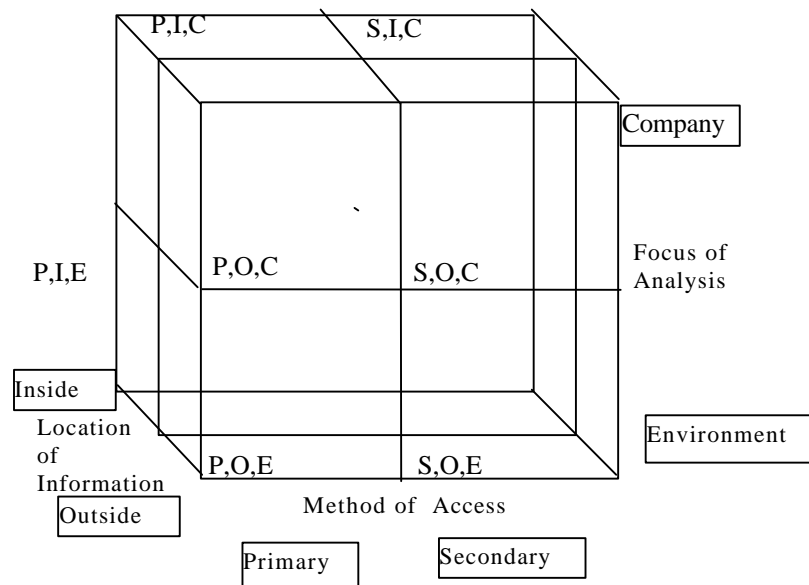 P,I,C
S,I,C
Company
P,I,E
P,O,C
S,O,C
Focus of
Analysis
Inside
Location
of
Information
Outside
P,O,E
S,O,E
Environment
Method of Access
Primary
Secondary